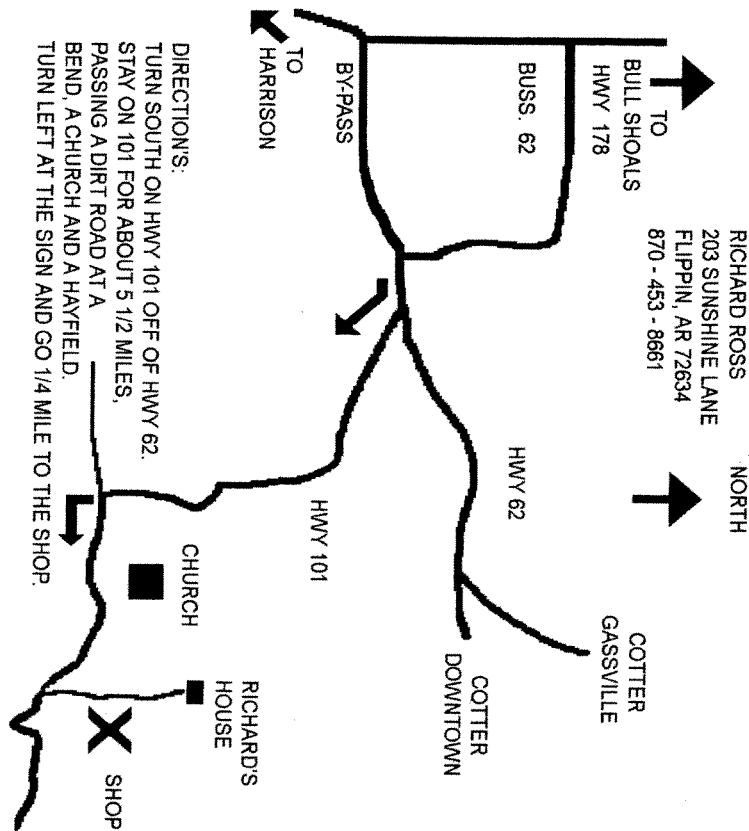 RICHARD ROSS
203 SUNSHINE LANE
FLIPPIN, AR 72634
870 - 453 - 8661
NORTH
TO
BULL SHOALS
HWY 178
BUSS. 62
BY-PASS
TO
HARRISON
HWY 62
COTTER
GASSVILLE
COTTER
DOWNTOWN
HWY 101
CHURCH
RICHARD'S
HOUSE
SHOP
DIRECTION'S:
TURN SOUTH ON HWY 101 OFF OF HWY 62.
STAY ON 101 FOR ABOUT 5 1/2 MILES,
PASSING A DIRT ROAD AT A
BEND, A CHURCH AND A HAYFIELD.
TURN LEFT AT THE SIGN AND GO 1/4 MILE TO THE SHOP.